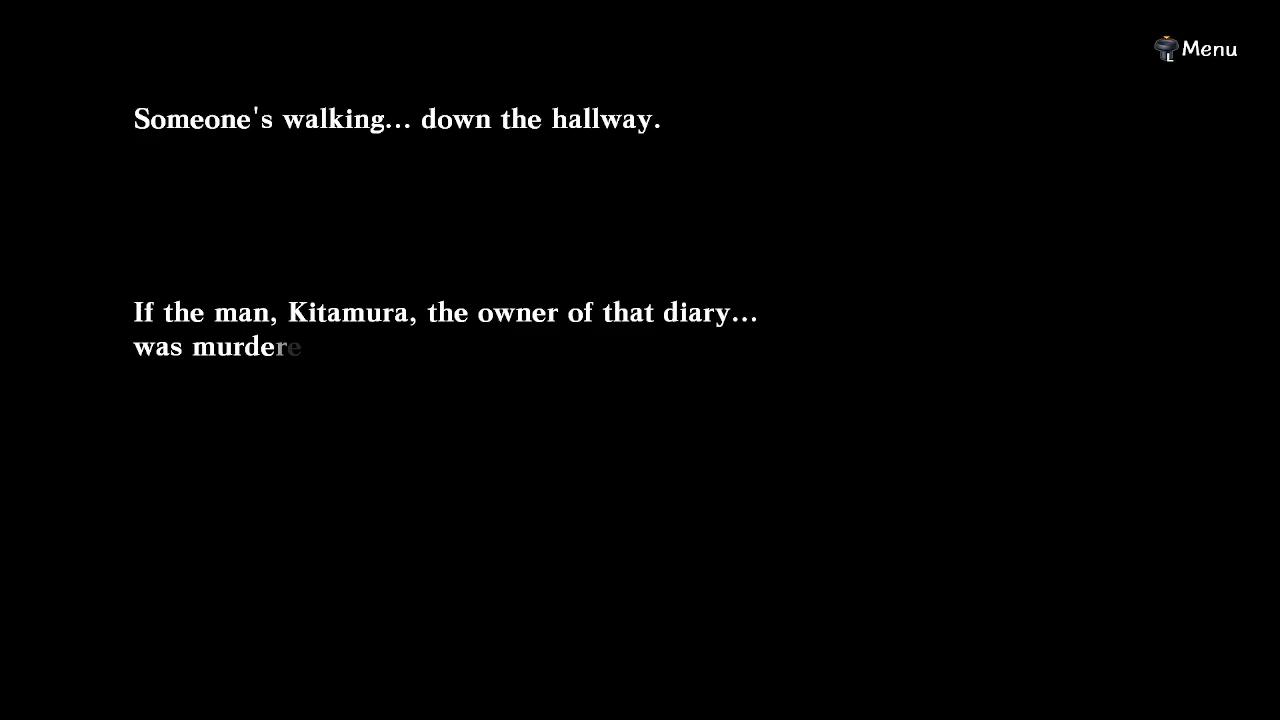 L Menu
Someone's walking... down the hallway.
If the man, Kitamura, the owner of that diary...
was murdere